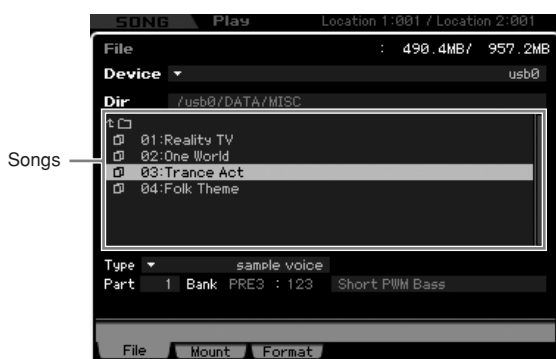 SONG Play Location 1:001 / Location 2:001
File : 490.4MB/ 957.2MB
Device usb0
Dir /usb0/DATA/MISC
01:Reality TV
02:One World
Songs
03:Trance Act
04:Folk Theme
Type sample voice
Part 1 Bank PRE3 : 123 Short PWM Bass
File Mount Format